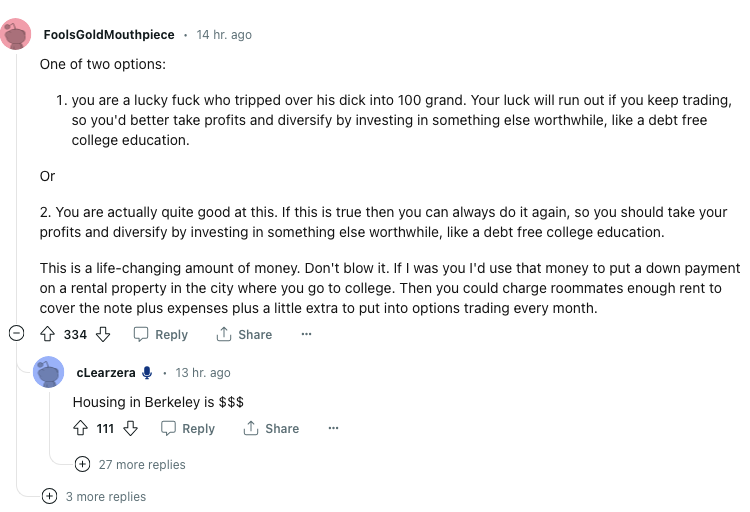 FoolsGoldMouthpiece • 14 hr. ago
One of two options:
1. you are a lucky fuck who tripped over his dick into 100 grand. Your luck will run out if you keep trading,
so you'd better take profits and diversify by investing in something else worthwhile, like a debt free
college education.
Or
2. You are actually quite good at this. If this is true then you can always do it again, so you should take your
profits and diversify by investing in something else worthwhile, like a debt free college education.
This is a life-changing amount of money. Don't blow it. If I was you I'd use that money to put a down payment
on a rental property in the city where you go to college. Then you could charge roommates enough rent to
cover the note plus expenses plus a little extra to put into options trading every month.
334 Reply Share ...
cLearzera • 13 hr. ago
Housing in Berkeley is $$$
111 Reply Share ...
27 more replies
3 more replies